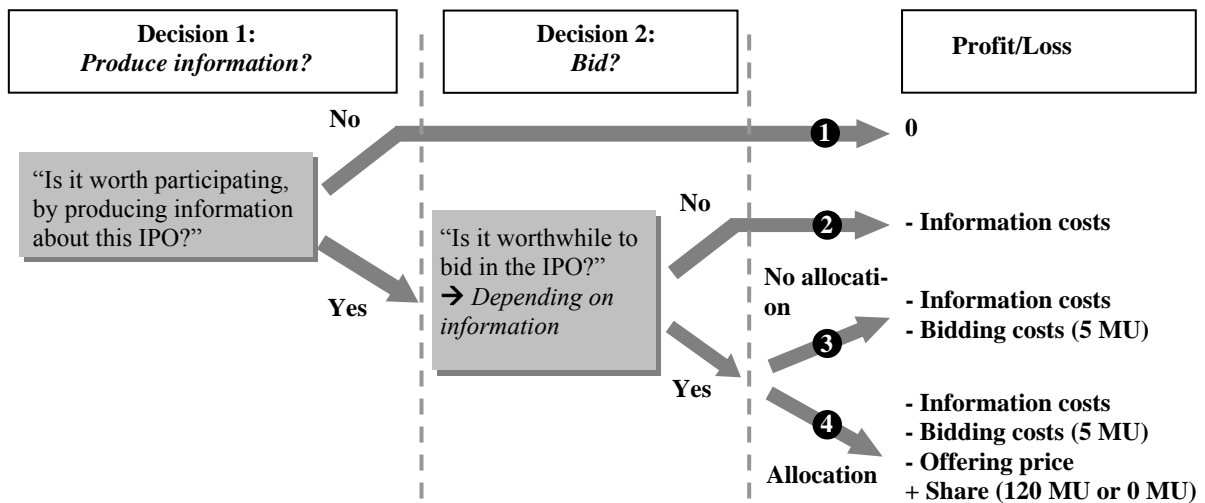 Decision 1:
Produce information?
Decision 2:
Bid?
Profit/Loss
No
1
0
“Is it worth participating,
by producing information
about this IPO?”
Yes
No
2
- Information costs
“Is it worthwhile to
bid in the IPO?”
➔ Depending on
information
Yes
No allocati-
on
3
- Information costs
- Bidding costs (5 MU)
4
Allocation
- Information costs
- Bidding costs (5 MU)
- Offering price
+ Share (120 MU or 0 MU)